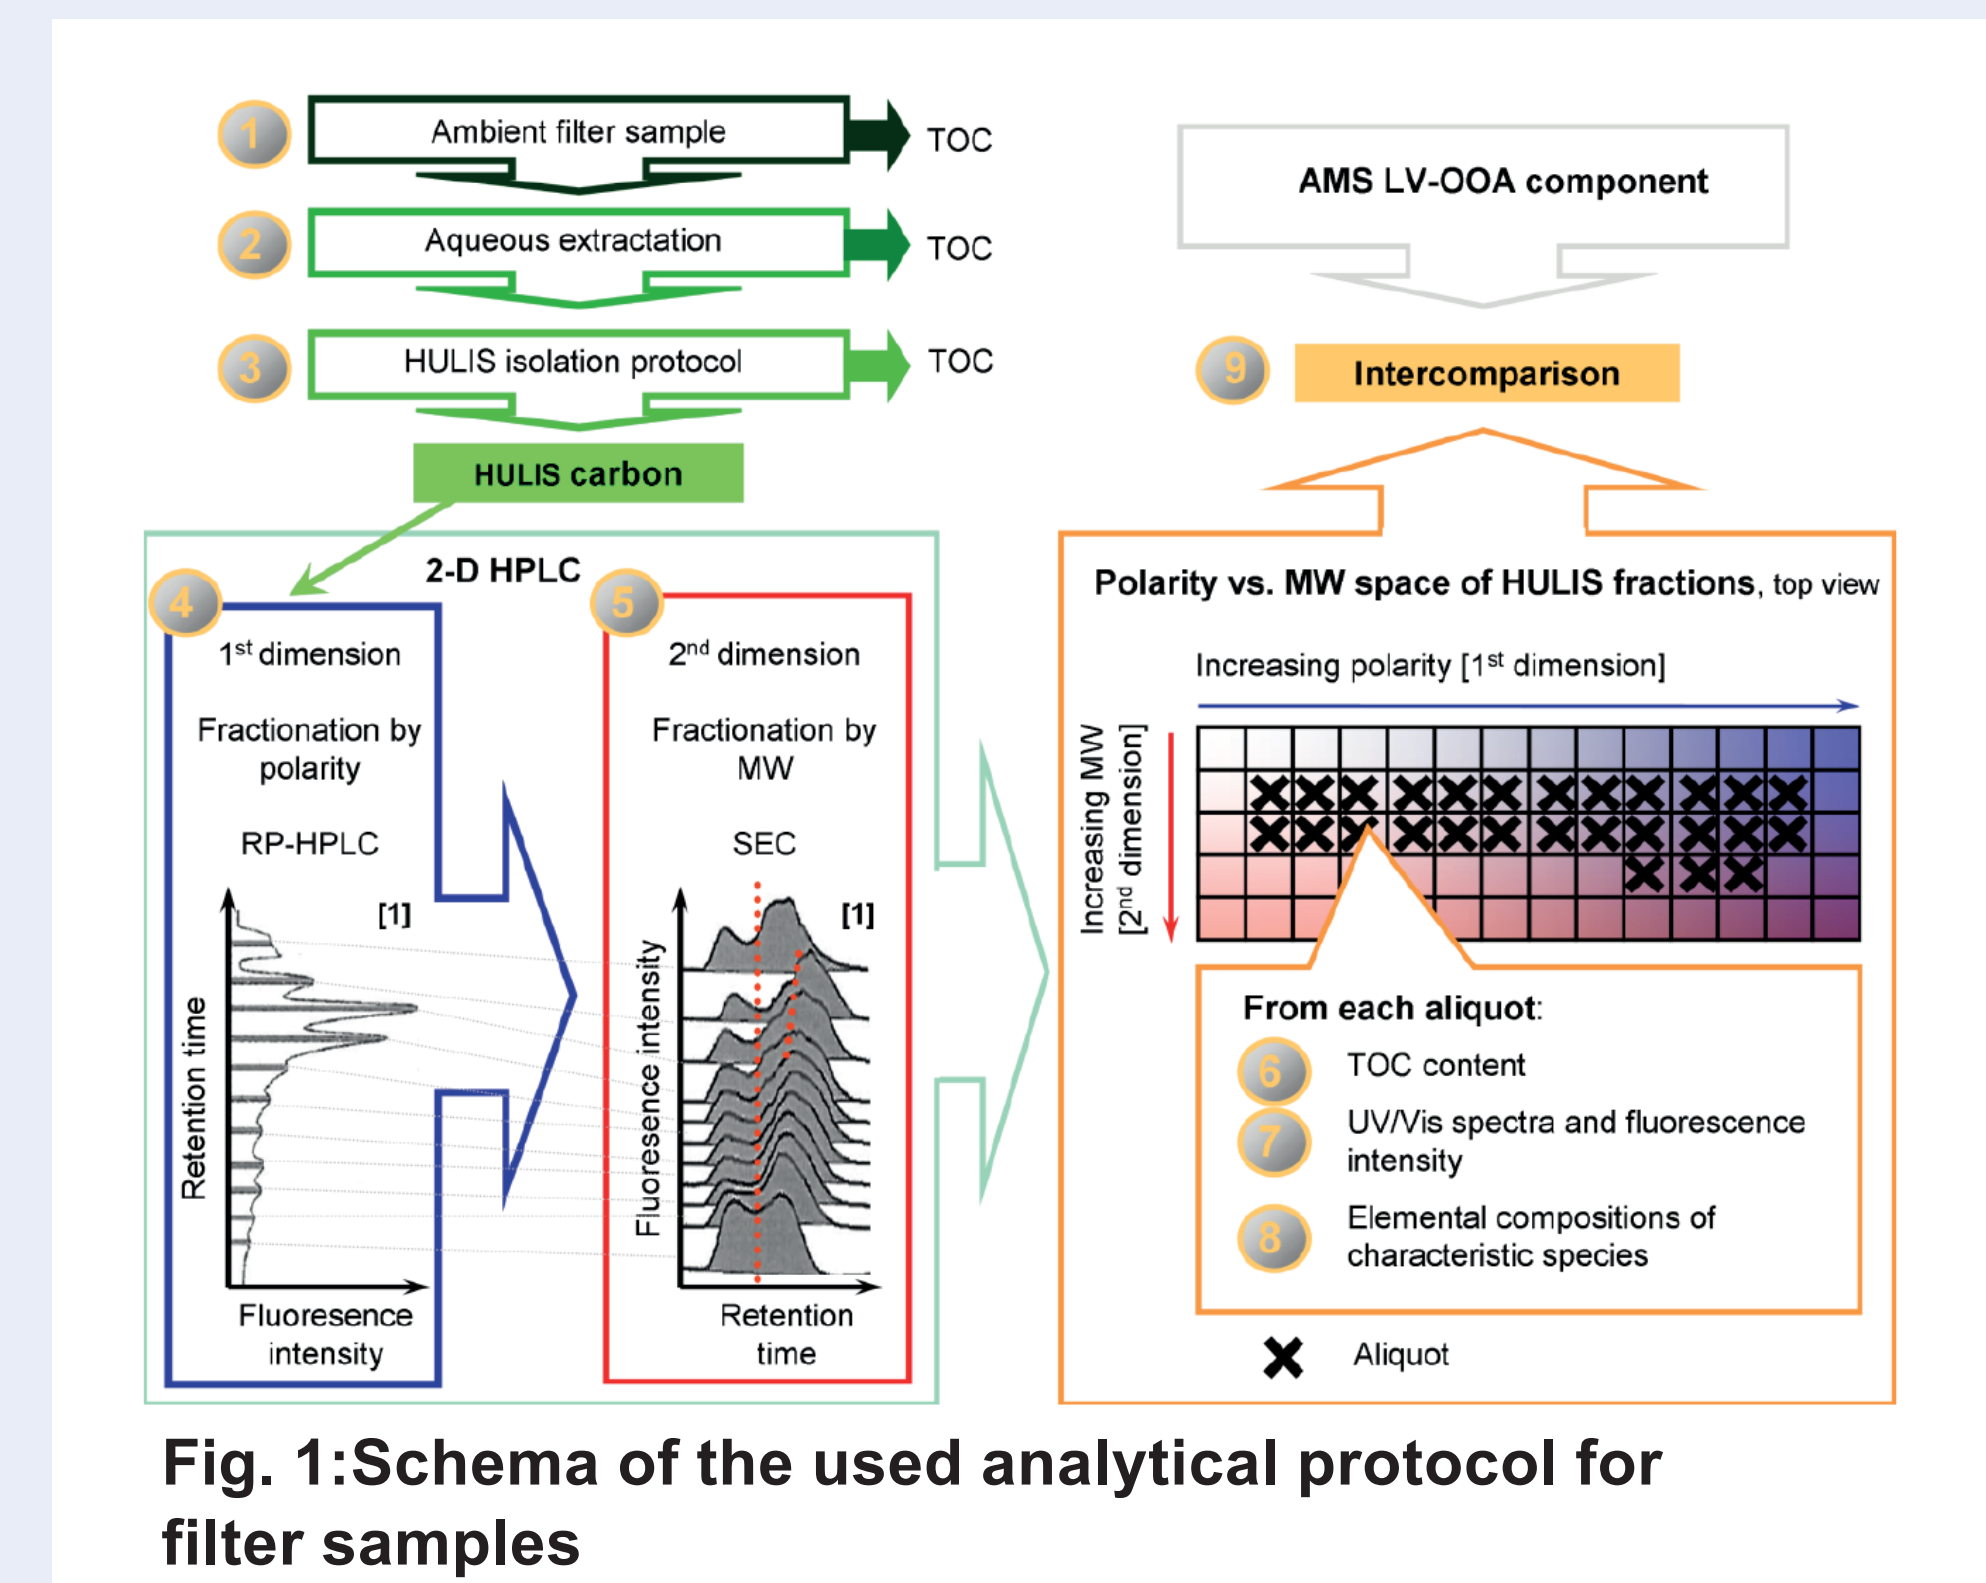 1
Ambient filter sample
TOC
2
Aqueous extractation
TOC
3
HULIS isolation protocol
TOC
HULIS carbon
2-D HPLC
4
1st dimension
Fractionation by
polarity
RP-HPLC
[1]
Retention time
Fluoresence
intensity
5
2nd dimension
Fractionation by
MW
SEC
[1]
Fluoresence intensity
Retention
time
AMS LV-OOA component
9
Intercomparison
Polarity vs. MW space of HULIS fractions, top view
Increasing polarity [1st dimension]
Increasing MW
[2nd dimension]
From each aliquot:
6
TOC content
7
UV/Vis spectra and fluorescence
intensity
8
Elemental compositions of
characteristic species
Aliquot
Fig. 1:Schema of the used analytical protocol for
filter samples